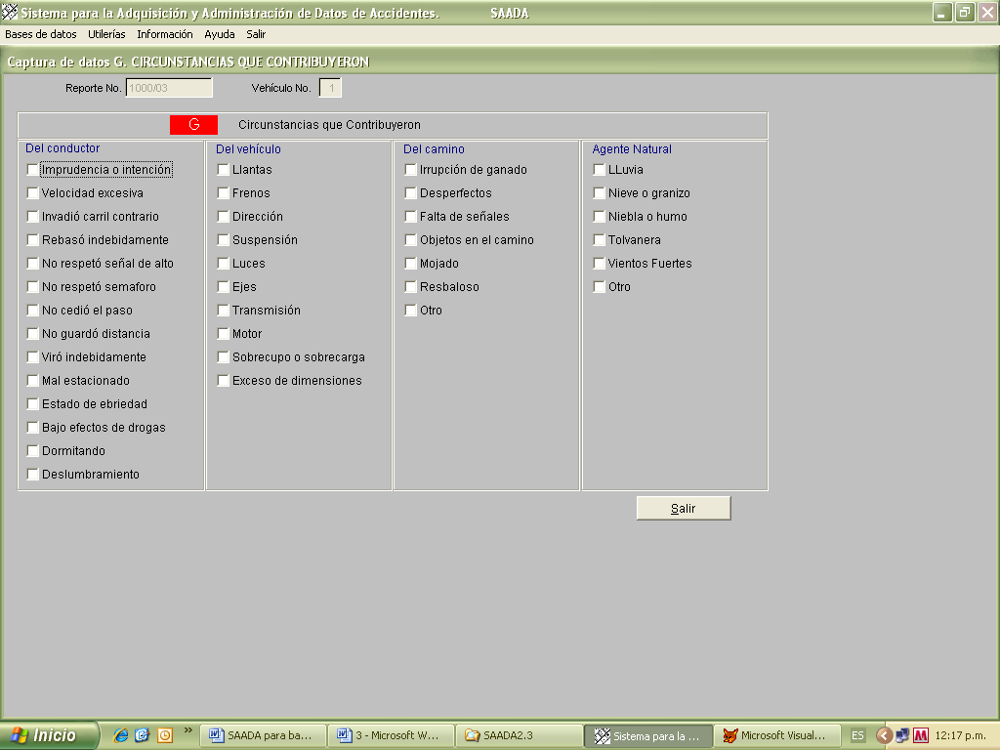 Sistema para la Adquisición y Administración de Datos de Accidentes. SAADA
Bases de datos Utilerías Información Ayuda Salir
Captura de datos G. CIRCUNSTANCIAS QUE CONTRIBUYERON
Reporte No. 1000/03 Vehículo No. 1
G Circunstancias que Contribuyeron
Del conductor
Imprudencia o intención
Velocidad excesiva
Invadió carril contrario
Rebasó indebidamente
No respetó señal de alto
No respetó semaforo
No cedió el paso
No guardó distancia
Viró indebidamente
Mal estacionado
Estado de ebriedad
Bajo efectos de drogas
Dormitando
Deslumbramiento
Del vehículo
Llantas
Frenos
Dirección
Suspensión
Luces
Ejes
Transmisión
Motor
Sobrecupo o sobrecarga
Exceso de dimensiones
Del camino
Irrupción de ganado
Desperfectos
Falta de señales
Objetos en el camino
Mojado
Resbaloso
Otro
Agente Natural
LLuvia
Nieve o granizo
Niebla o humo
Tolvanera
Vientos Fuertes
Otro
Salir
Inicio » SAADA para ba... 3 - Microsoft W... SAADA2.3 Sistema para la ... Microsoft Visual... ES M 12:17 p.m.